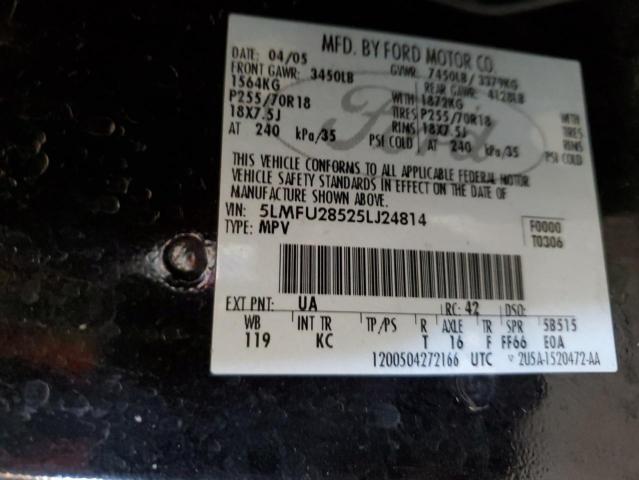 MFD. BY FORD MOTOR CO.
DATE: 04/05 GVWR: 7450LB / 3379KG
FRONT GAWR: 3450LB REAR GAWR: 4128LB
1564KG WITH 1872KG WITH
P255/70R18 TIRES P255/70R18 TIRES
18X7.5J RIMS 18X7.5J RIMS
AT 240 kPa/35 PSI COLD AT 240 kPa/35 PSI COLD
THIS VEHICLE CONFORMS TO ALL APPLICABLE FEDERAL MOTOR
VEHICLE SAFETY STANDARDS IN EFFECT ON THE DATE OF
MANUFACTURE SHOWN ABOVE.
VIN: 5LMFU28525LJ24814 F0000
TYPE: MPV T0306
EXT PNT: UA RC: 42 DSO:
WB INT TR TP/PS R AXLE TR SPR 5B515
119 KC T 16 F FF66 E0A
1200504272166 UTC 2U5A-1520472-AA
Ford